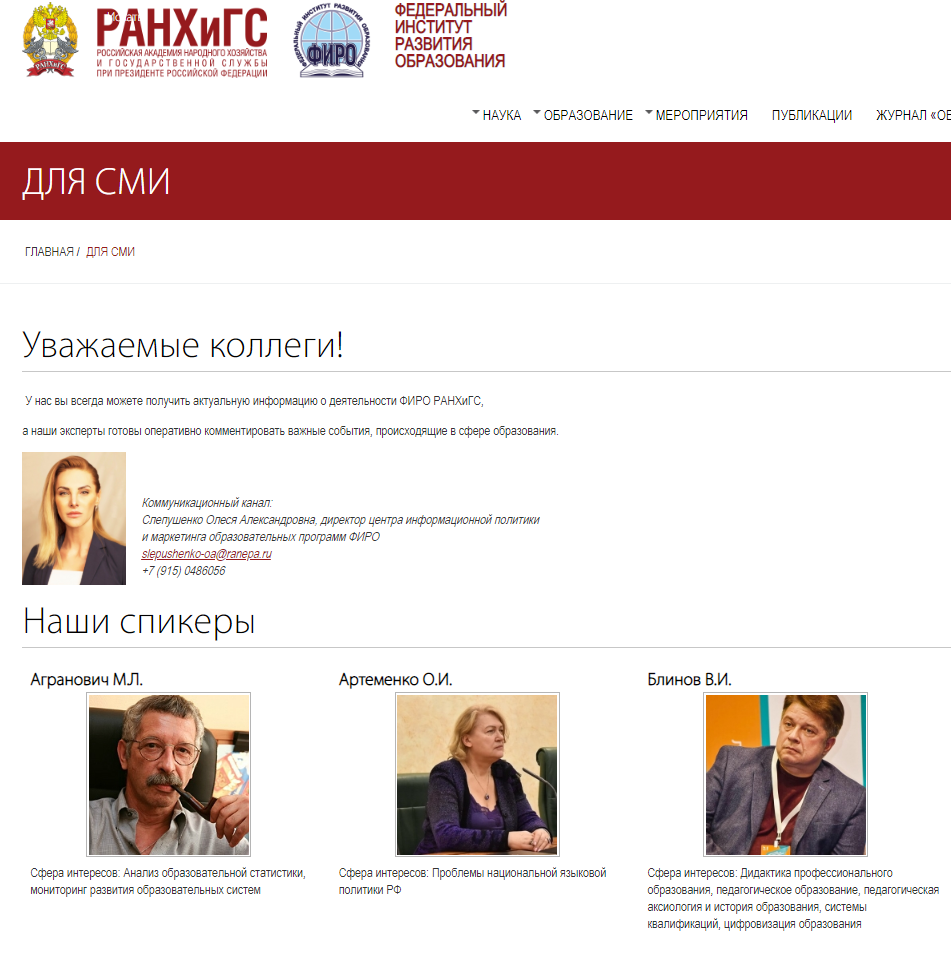 РАНХиГС
РАНХиГС
РОССИЙСКАЯ АКАДЕМИЯ НАРОДНОГО ХОЗЯЙСТВА
И ГОСУДАРСТВЕННОЙ СЛУЖБЫ
ПРИ ПРЕЗИДЕНТЕ РОССИЙСКОЙ ФЕДЕРАЦИИ
ФЕДЕРАЛЬНЫЙ ИНСТИТУТ РАЗВИТИЯ ОБРАЗОВАНИЯ
ФИРО
ФЕДЕРАЛЬНЫЙ
ИНСТИТУТ
РАЗВИТИЯ
ОБРАЗОВАНИЯ
НАУКА ОБРАЗОВАНИЕ МЕРОПРИЯТИЯ ПУБЛИКАЦИИ ЖУРНАЛ «ОБ
ДЛЯ СМИ
ГЛАВНАЯ / ДЛЯ СМИ
Уважаемые коллеги!
У нас вы всегда можете получить актуальную информацию о деятельности ФИРО РАНХиГС,
а наши эксперты готовы оперативно комментировать важные события, происходящие в сфере образования.
Коммуникационный канал:
Слепушенко Олеся Александровна, директор центра информационной политики
и маркетинга образовательных программ ФИРО
slepushenko-oa@ranepa.ru
+7 (915) 0486056
Наши спикеры
Агранович М.Л.
Сфера интересов: Анализ образовательной статистики,
мониторинг развития образовательных систем
Артеменко О.И.
Сфера интересов: Проблемы национальной языковой
политики РФ
Блинов В.И.
Сфера интересов: Дидактика профессионального
образования, педагогическое образование, педагогическая
аксиология и история образования, системы
квалификаций, цифровизация образования